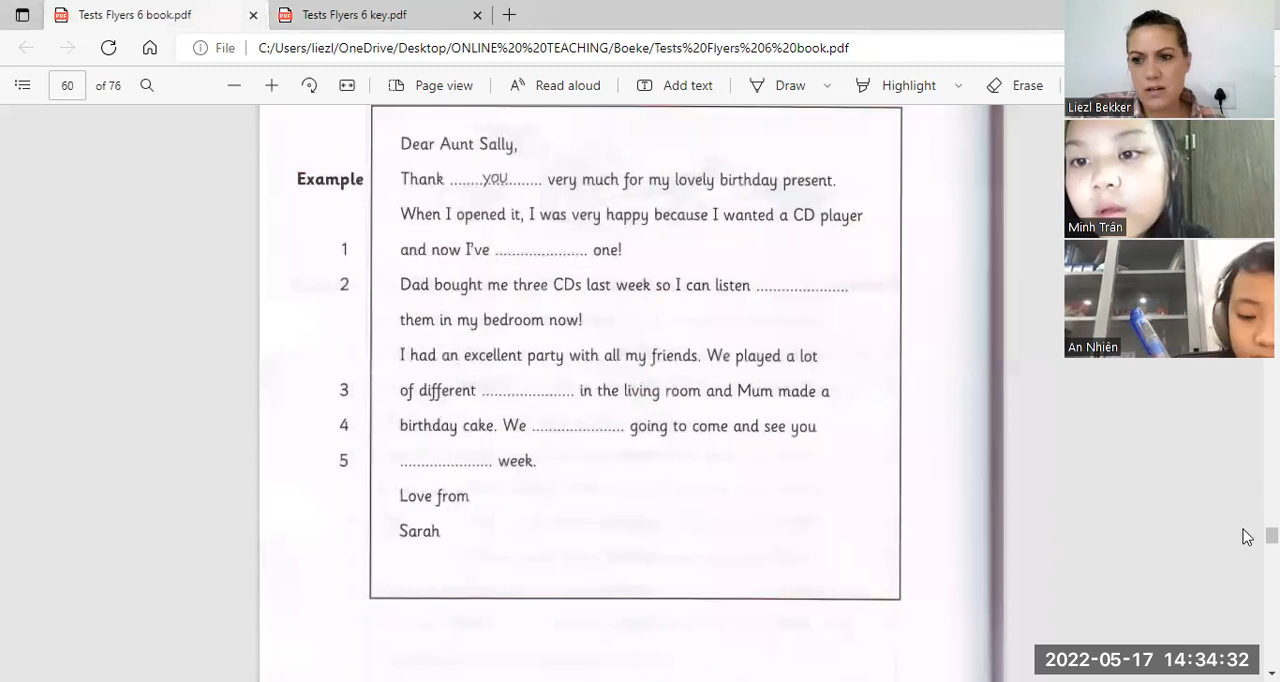 Tests Flyers 6 book.pdf
Tests Flyers 6 key.pdf
File C:/Users/liezl/OneDrive/Desktop/ONLINE%20%20TEACHING/Boeke/Tests%20Flyers%206%20book.pdf
60 of 76 Page view Read aloud Add text Draw Highlight Erase
Dear Aunt Sally,
Example Thank ........you......... very much for my lovely birthday present.
When I opened it, I was very happy because I wanted a CD player
1 and now I've ...................... one!
2 Dad bought me three CDs last week so I can listen ......................
them in my bedroom now!
I had an excellent party with all my friends. We played a lot
3 of different ...................... in the living room and Mum made a
4 birthday cake. We ...................... going to come and see you
5 ...................... week.
Love from
Sarah
Liezl Bekker
Minh Trân
An Nhiên
2022-05-17 14:34:32